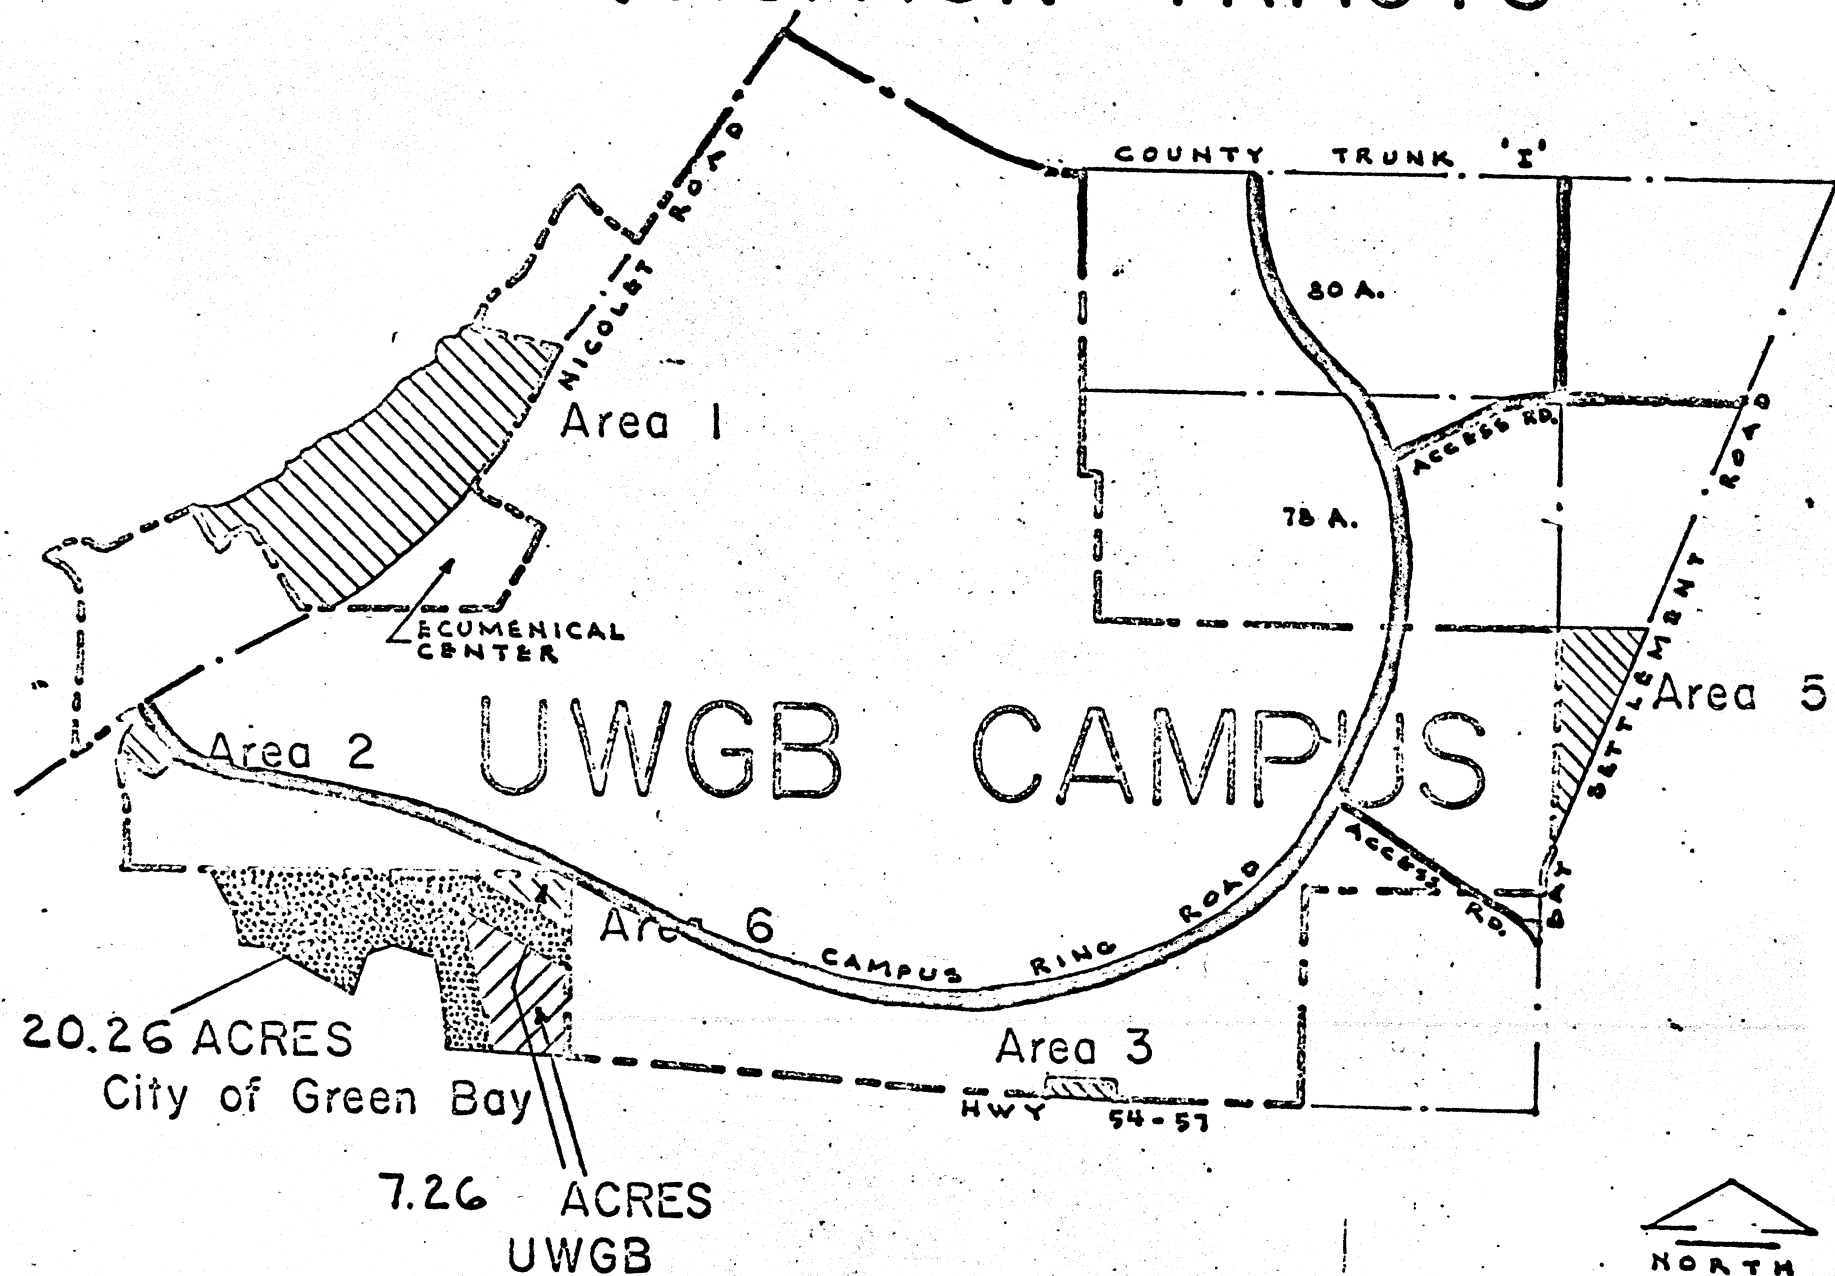 TRACTS
COUNTY TRUNK 'I'
NICOLET ROAD
80 A.
Area 1
ACCESS RD.
78 A.
ECUMENICAL
CENTER
BAY SETTLEMENT ROAD
Area 5
UWGB CAMPUS
Area 2
ACCESS RD.
Area 6
CAMPUS RING ROAD
20.26 ACRES
City of Green Bay
Area 3
HWY 54-57
7.26 ACRES
UWGB
NORTH